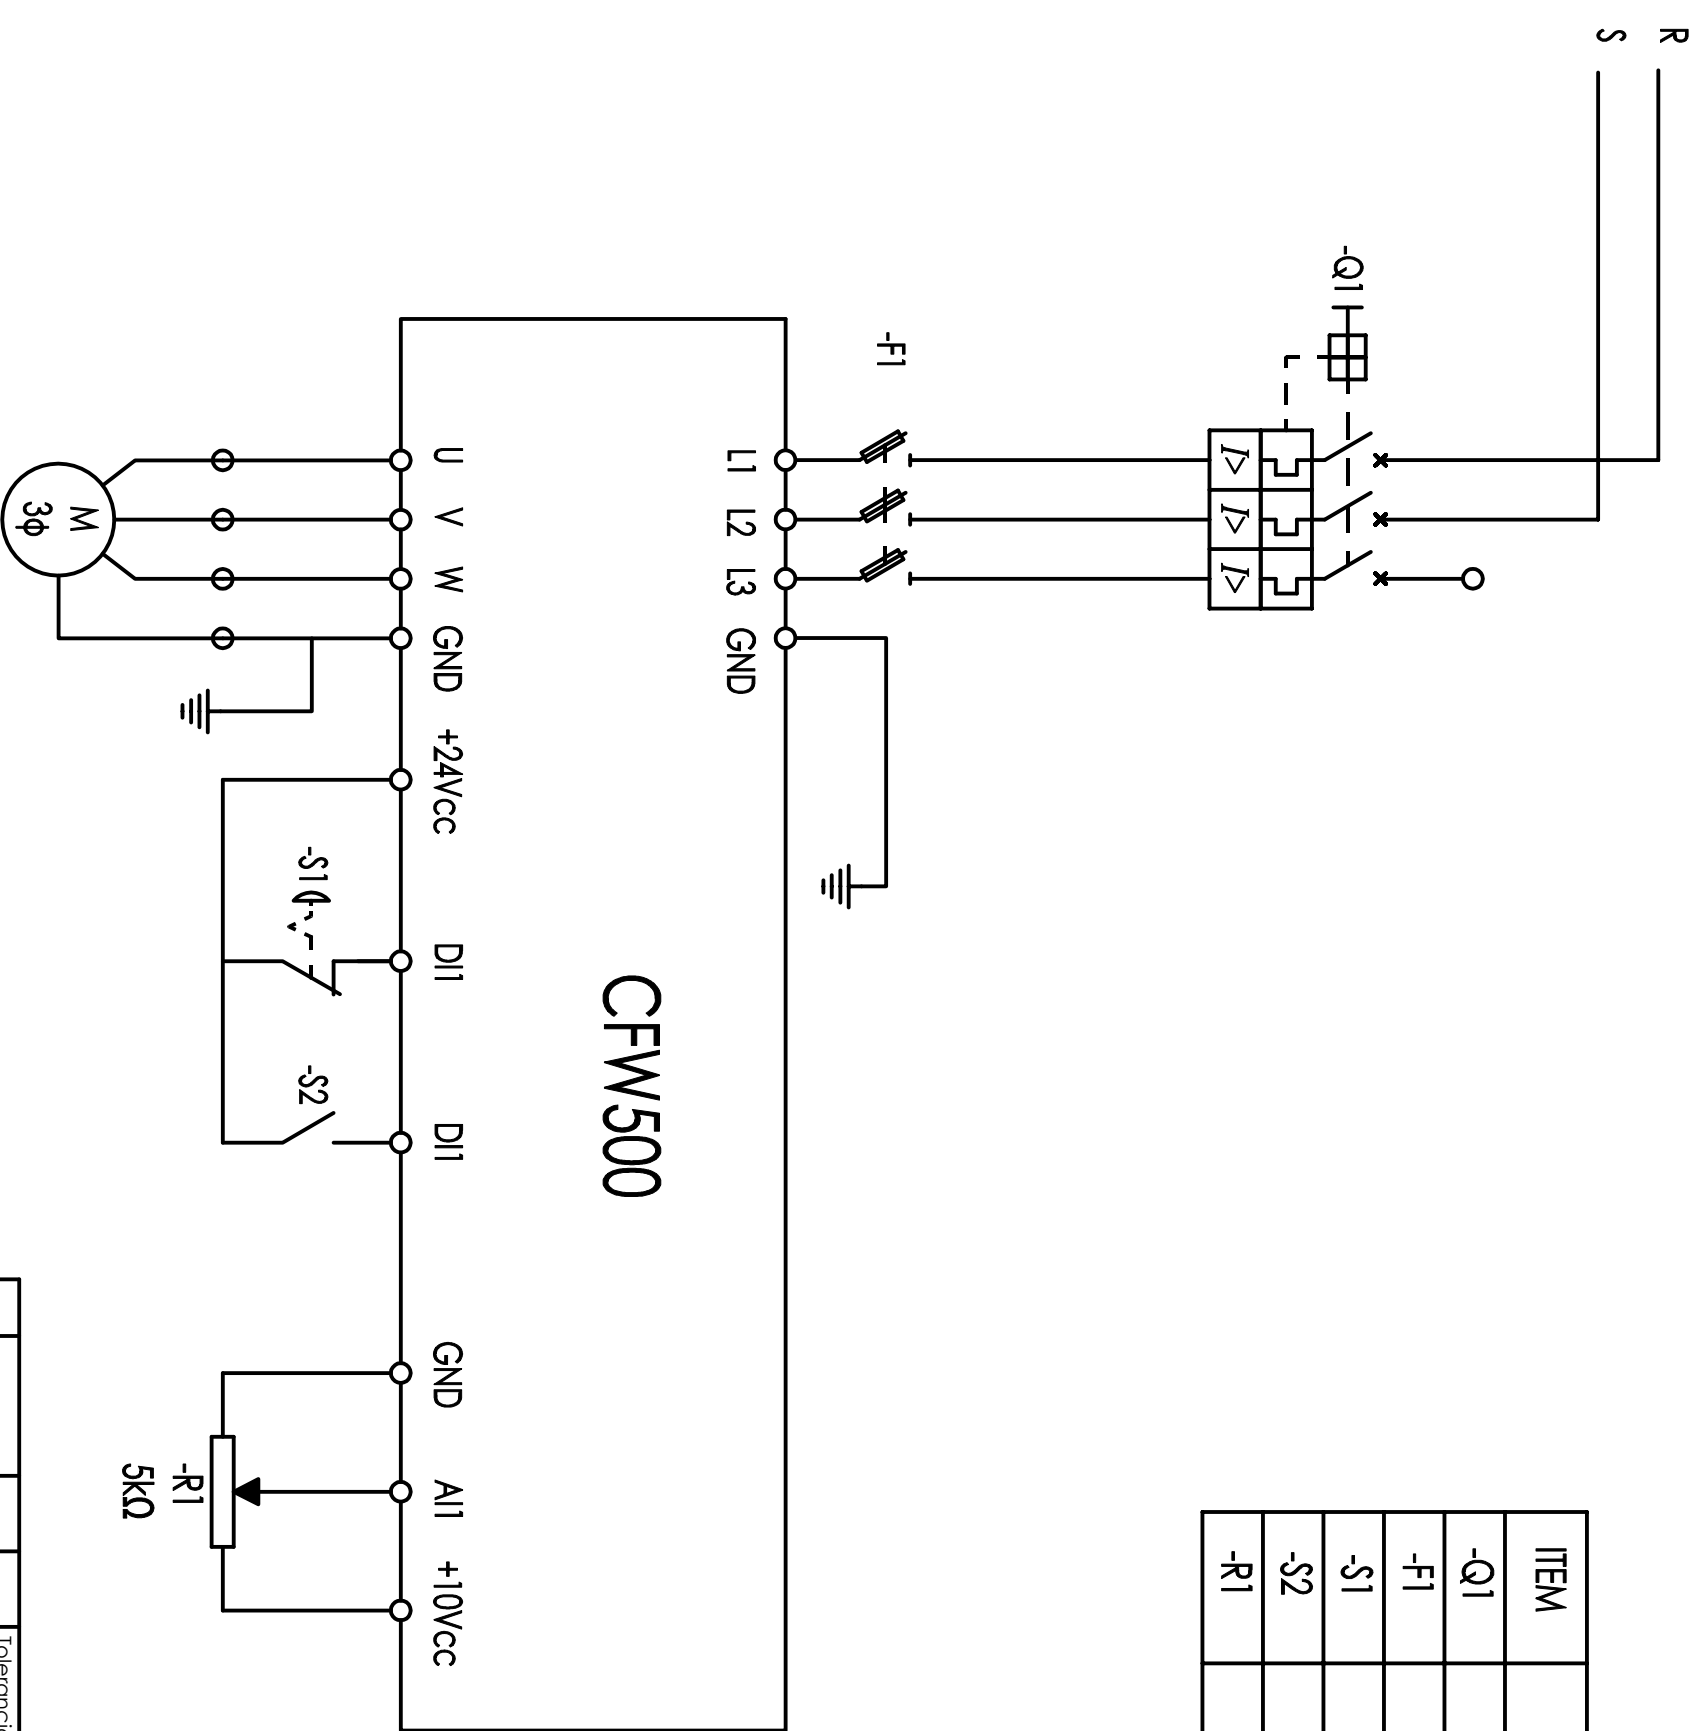 R
S
-Q1
I>
I>
I>
-F1
L1
L2
L3
GND
CFW500
U
V
W
GND
+24Vcc
DI1
DI1
GND
AI1
+10Vcc
-S1
-S2
-R1
5kΩ
M
3ϕ
ITEM
-Q1
-F1
-S1
-S2
-R1